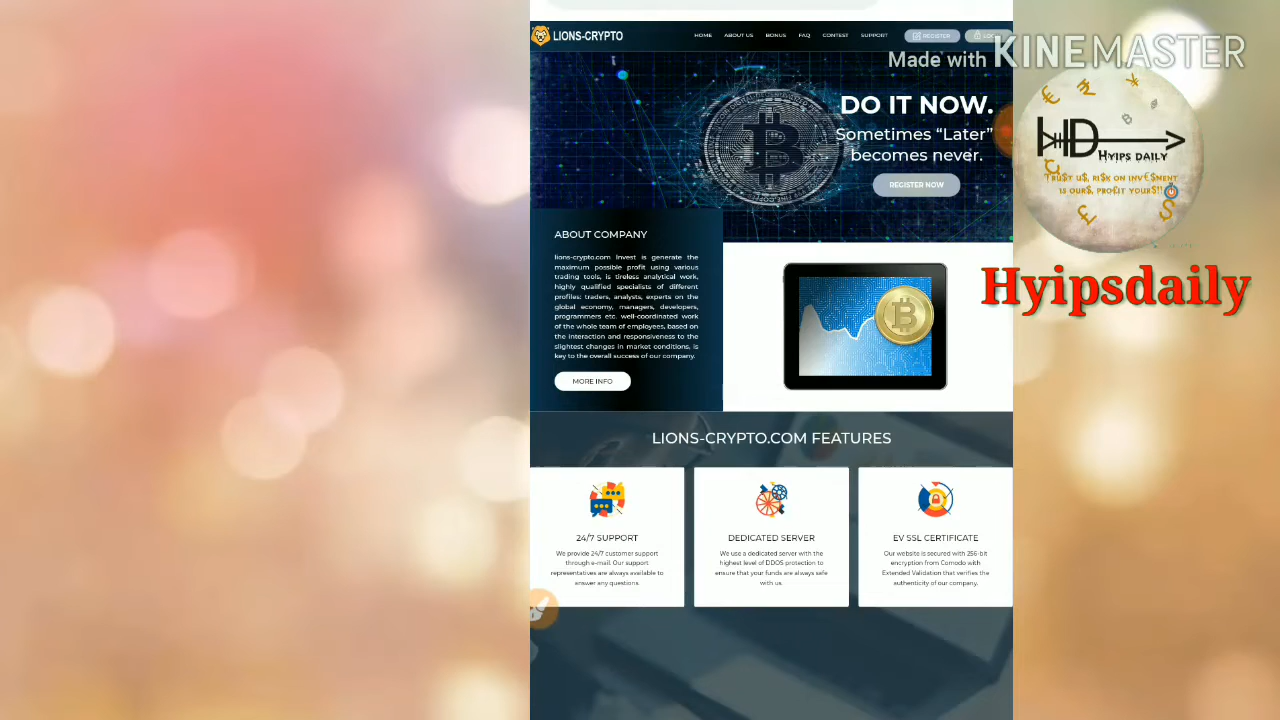 LIONS-CRYPTO
HOME ABOUT US BONUS FAQ CONTEST SUPPORT REGISTER
Made with KINEMASTER
DO IT NOW.
Sometimes “Later”
becomes never.
REGISTER NOW
HYIPS DAILY
TRU$T U$, RI$K ON INV€$MENT
IS OUR$, PROFIT YOUR$!!
Hyipsdaily
ABOUT COMPANY
lions-crypto.com Invest is generate the
maximum possible profit using various
trading tools, is tireless analytical work,
highly qualified specialists of different
profiles: traders, analysts, experts on the
global economy, managers, developers,
programmers etc. well-coordinated work
of the whole team of employees, based on
the interaction and responsiveness to the
slightest changes in market conditions, is
key to the overall success of our company.
MORE INFO
LIONS-CRYPTO.COM FEATURES
24/7 SUPPORT
We provide 24/7 customer support
through e-mail. Our support
representatives are always available to
answer any questions.
DEDICATED SERVER
We use a dedicated server with the
highest level of DDOS protection to
ensure that your funds are always safe
with us.
EV SSL CERTIFICATE
Our website is secured with 256-bit
encryption from Comodo with
Extended Validation that verifies the
authenticity of our company.